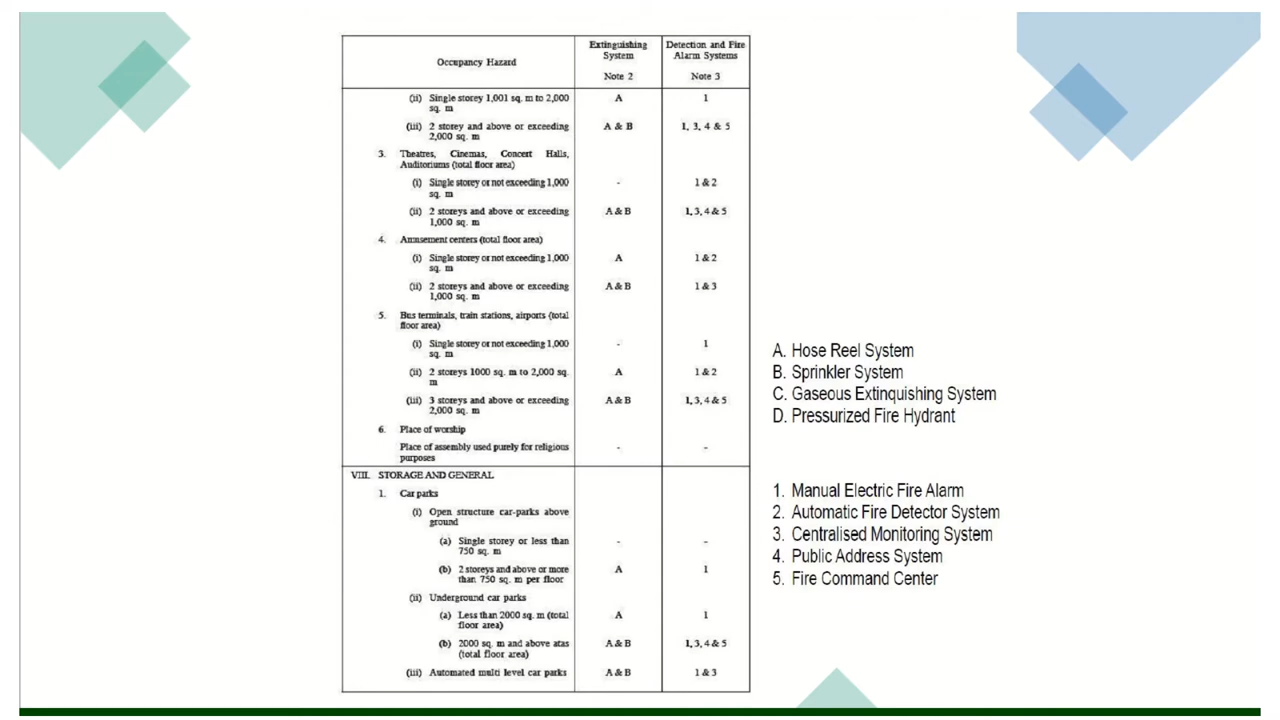 Occupancy Hazard
Extinguishing
System
Note 2
Detection and Fire
Alarm Systems
Note 3
(ii) Single storey 1,001 sq. m to 2,000 A 1
sq. m
(iii) 2 storey and above or exceeding A & B 1, 3, 4 & 5
2,000 sq. m
3. Theatres, Cinemas, Concert Halls,
Auditoriums (total floor area)
(i) Single storey or not exceeding 1,000 - 1 & 2
sq. m
(ii) 2 storeys and above or exceeding A & B 1, 3, 4 & 5
1,000 sq. m
4. Amusement centers (total floor area)
(i) Single storey or not exceeding 1,000 A 1 & 2
sq. m
(ii) 2 storeys and above or exceeding A & B 1 & 3
1,000 sq. m
5. Bus terminals, train stations, airports (total
floor area)
(i) Single storey or not exceeding 1,000 - 1
sq. m
(ii) 2 storeys 1000 sq. m to 2,000 sq. A 1 & 2
m
(iii) 3 storeys and above or exceeding A & B 1, 3, 4 & 5
2,000 sq. m
6. Place of worship
Place of assembly used purely for religious - -
purposes
VIII. STORAGE AND GENERAL
1. Car parks
(i) Open structure car-parks above
ground
(a) Single storey or less than - -
750 sq. m
(b) 2 storeys and above or more A 1
than 750 sq. m per floor
(ii) Underground car parks
(a) Less than 2000 sq. m (total A 1
floor area)
(b) 2000 sq. m and above atas A & B 1, 3, 4 & 5
(total floor area)
(iii) Automated multi level car parks A & B 1 & 3
A. Hose Reel System
B. Sprinkler System
C. Gaseous Extinquishing System
D. Pressurized Fire Hydrant
1. Manual Electric Fire Alarm
2. Automatic Fire Detector System
3. Centralised Monitoring System
4. Public Address System
5. Fire Command Center